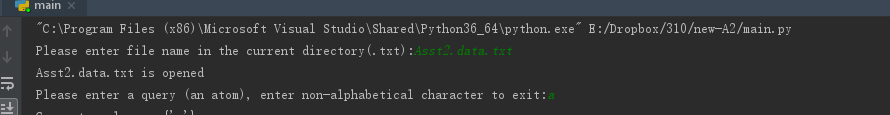 main
"C:\Program Files (x86)\Microsoft Visual Studio\Shared\Python36_64\python.exe" E:/Dropbox/310/new-A2/main.py
Please enter file name in the current directory(.txt):Asst2.data.txt
Asst2.data.txt is opened
Please enter a query (an atom), enter non-alphabetical character to exit:a